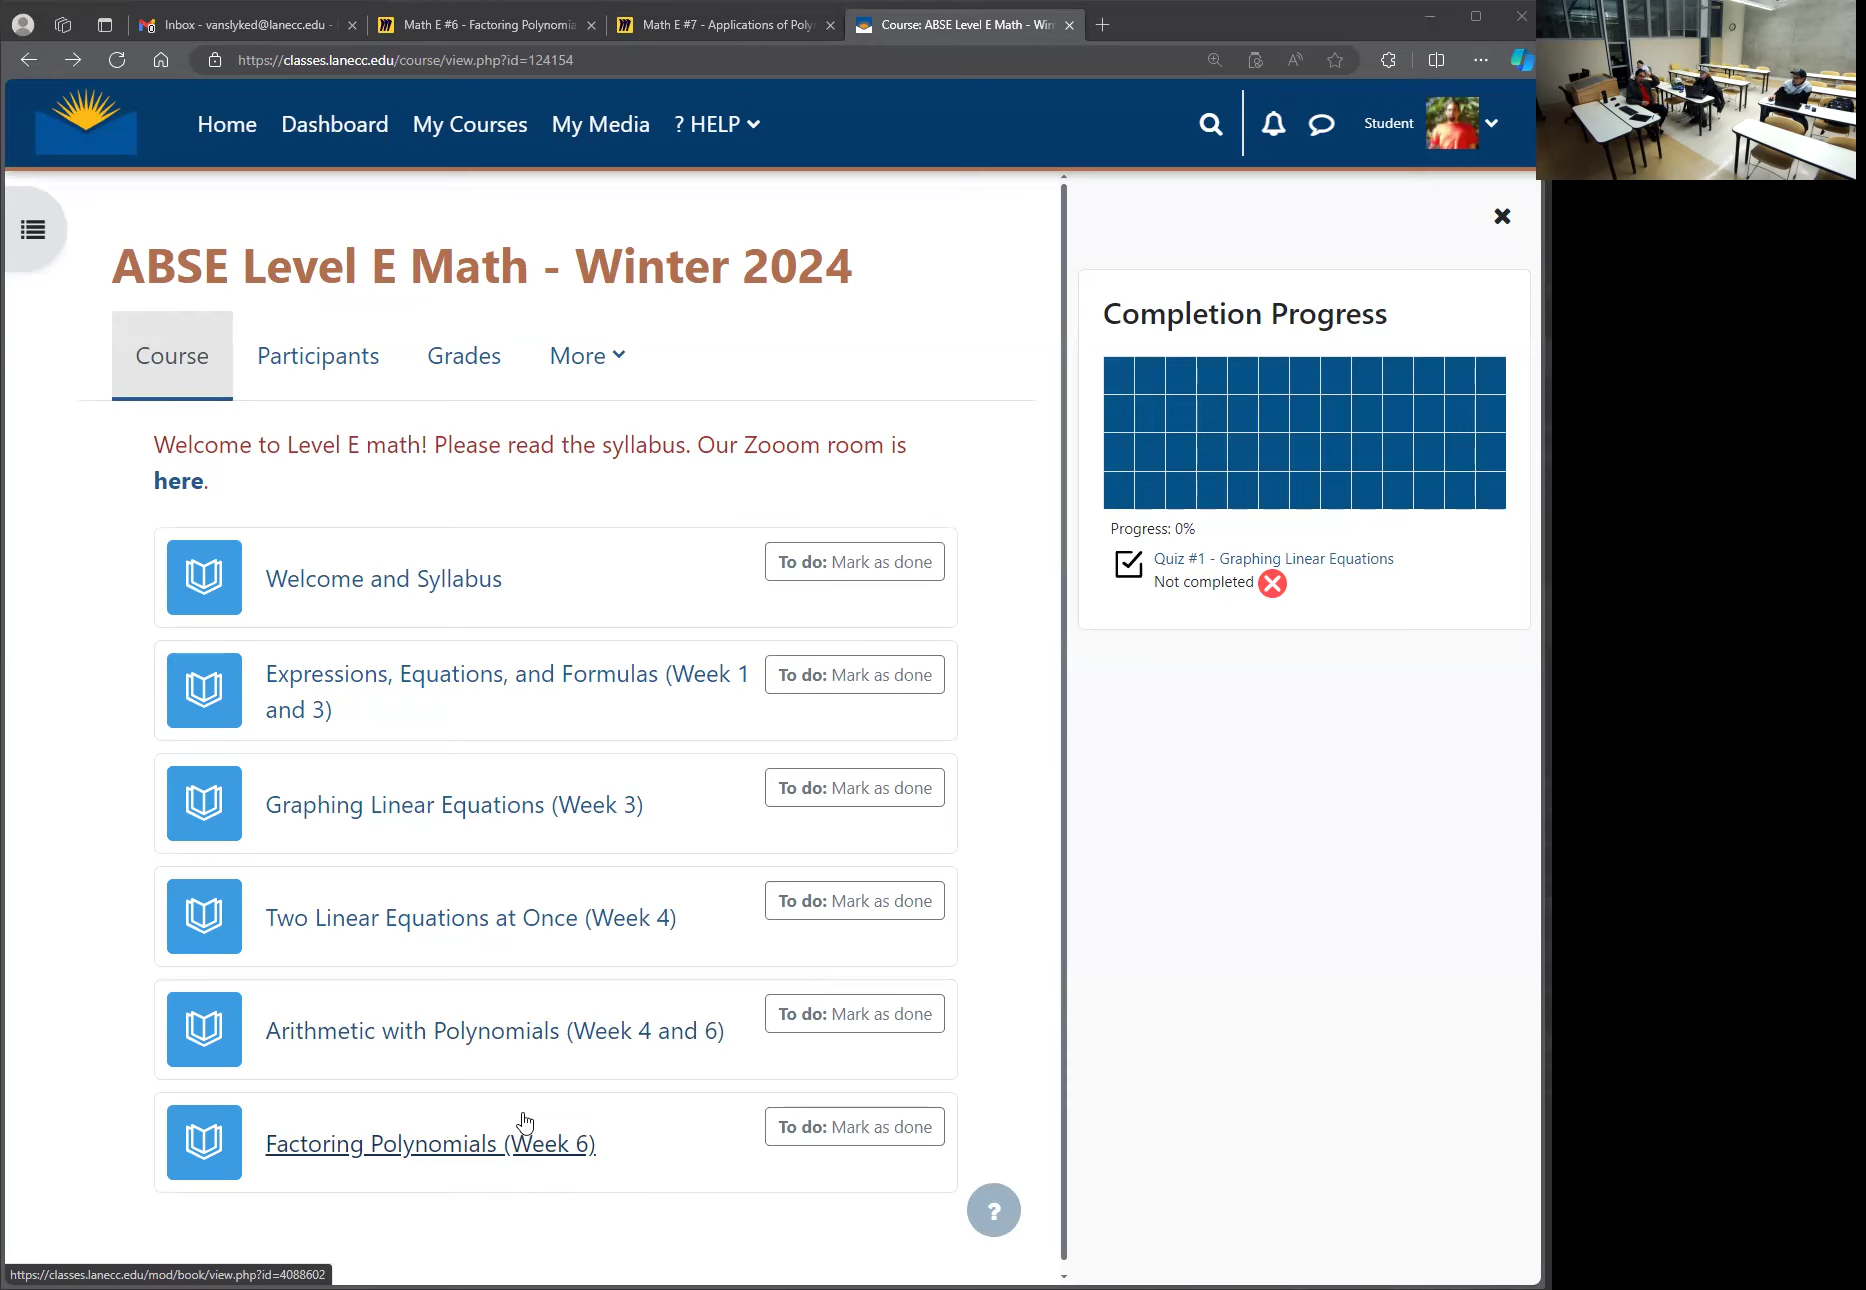 Inbox - vanslyked@lanecc.edu -
Math E #6 - Factoring Polynomia
Math E #7 - Applications of Poly
Course: ABSE Level E Math - Win
https://classes.lanecc.edu/course/view.php?id=124154
Home
Dashboard
My Courses
My Media
? HELP
Student
ABSE Level E Math - Winter 2024
Course
Participants
Grades
More
Welcome to Level E math! Please read the syllabus. Our Zooom room is
here.
Welcome and Syllabus
To do: Mark as done
Expressions, Equations, and Formulas (Week 1
and 3)
To do: Mark as done
Graphing Linear Equations (Week 3)
To do: Mark as done
Two Linear Equations at Once (Week 4)
To do: Mark as done
Arithmetic with Polynomials (Week 4 and 6)
To do: Mark as done
Factoring Polynomials (Week 6)
To do: Mark as done
?
Completion Progress
Progress: 0%
Quiz #1 - Graphing Linear Equations
Not completed
https://classes.lanecc.edu/mod/book/view.php?id=4088602